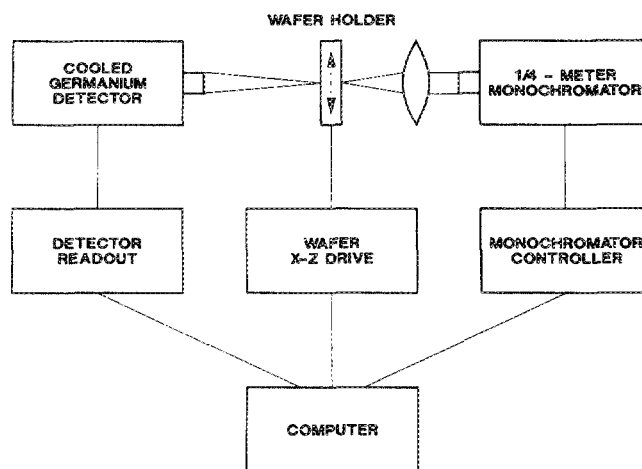 WAFER HOLDER
COOLED
GERMANIUM
DETECTOR
1/4 - METER
MONOCHROMATOR
DETECTOR
READOUT
WAFER
X-Z DRIVE
MONOCHROMATOR
CONTROLLER
COMPUTER